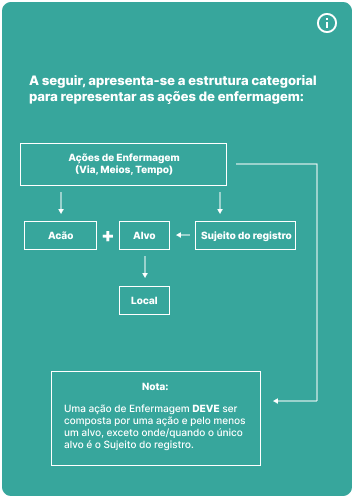 A seguir, apresenta-se a estrutura categorial
para representar as ações de enfermagem:
Ações de Enfermagem
(Via, Meios, Tempo)
Acão
+
Alvo
Sujeito do registro
Local
Nota:
Uma ação de Enfermagem DEVE ser
composta por uma ação e pelo menos
um alvo, exceto onde/quando o único
alvo é o Sujeito do registro.